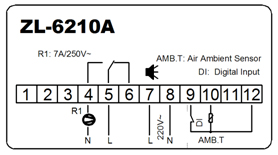 ZL-6210A
R1: 7A/250V~
AMB.T: Air Ambient Sensor
DI: Digital Input
1 2 3 4 5 6 7 8 9 10 11 12
R1
220V~
DI
N L L N
AMB.T